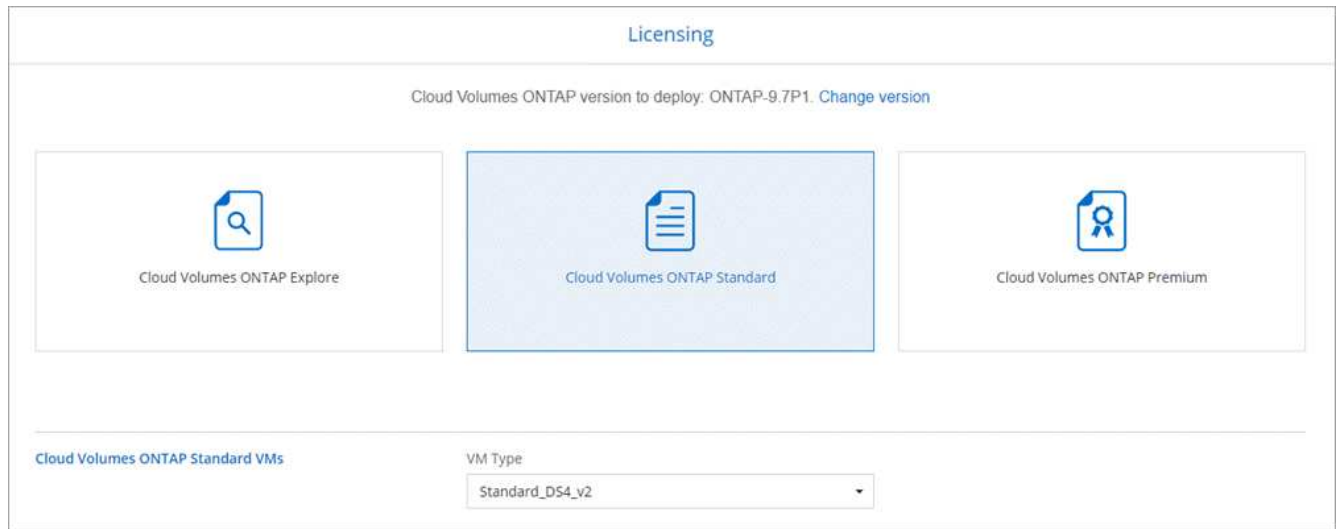 Licensing
Cloud Volumes ONTAP version to deploy: ONTAP-9.7P1. Change version
Cloud Volumes ONTAP Explore
Cloud Volumes ONTAP Standard
Cloud Volumes ONTAP Premium
Cloud Volumes ONTAP Standard VMs
VM Type
Standard_DS4_v2